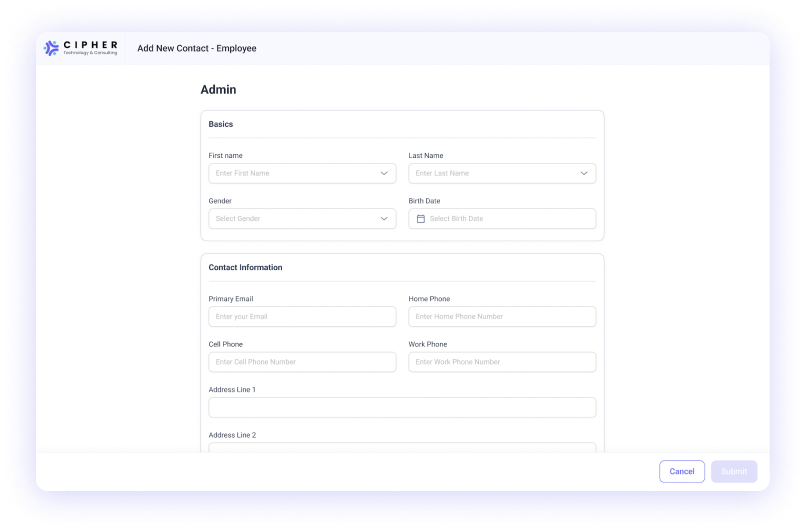 CIPHER
Technology & Consulting
Add New Contact - Employee
Admin
Basics
First name
Last Name
Enter First Name
Enter Last Name
Gender
Birth Date
Select Gender
Select Birth Date
Contact Information
Primary Email
Home Phone
Enter your Email
Enter Home Phone Number
Cell Phone
Work Phone
Enter Cell Phone Number
Enter Work Phone Number
Address Line 1
Address Line 2
Cancel
Submit